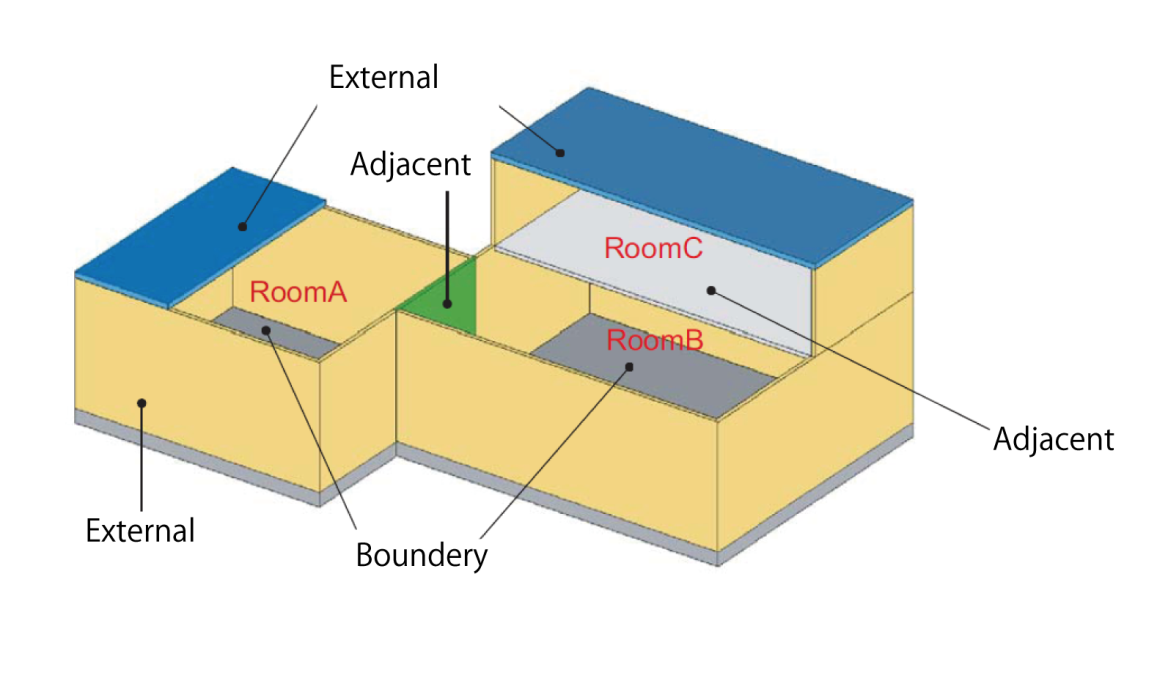 External
Adjacent
RoomC
RoomA
RoomB
Adjacent
External
Boundery